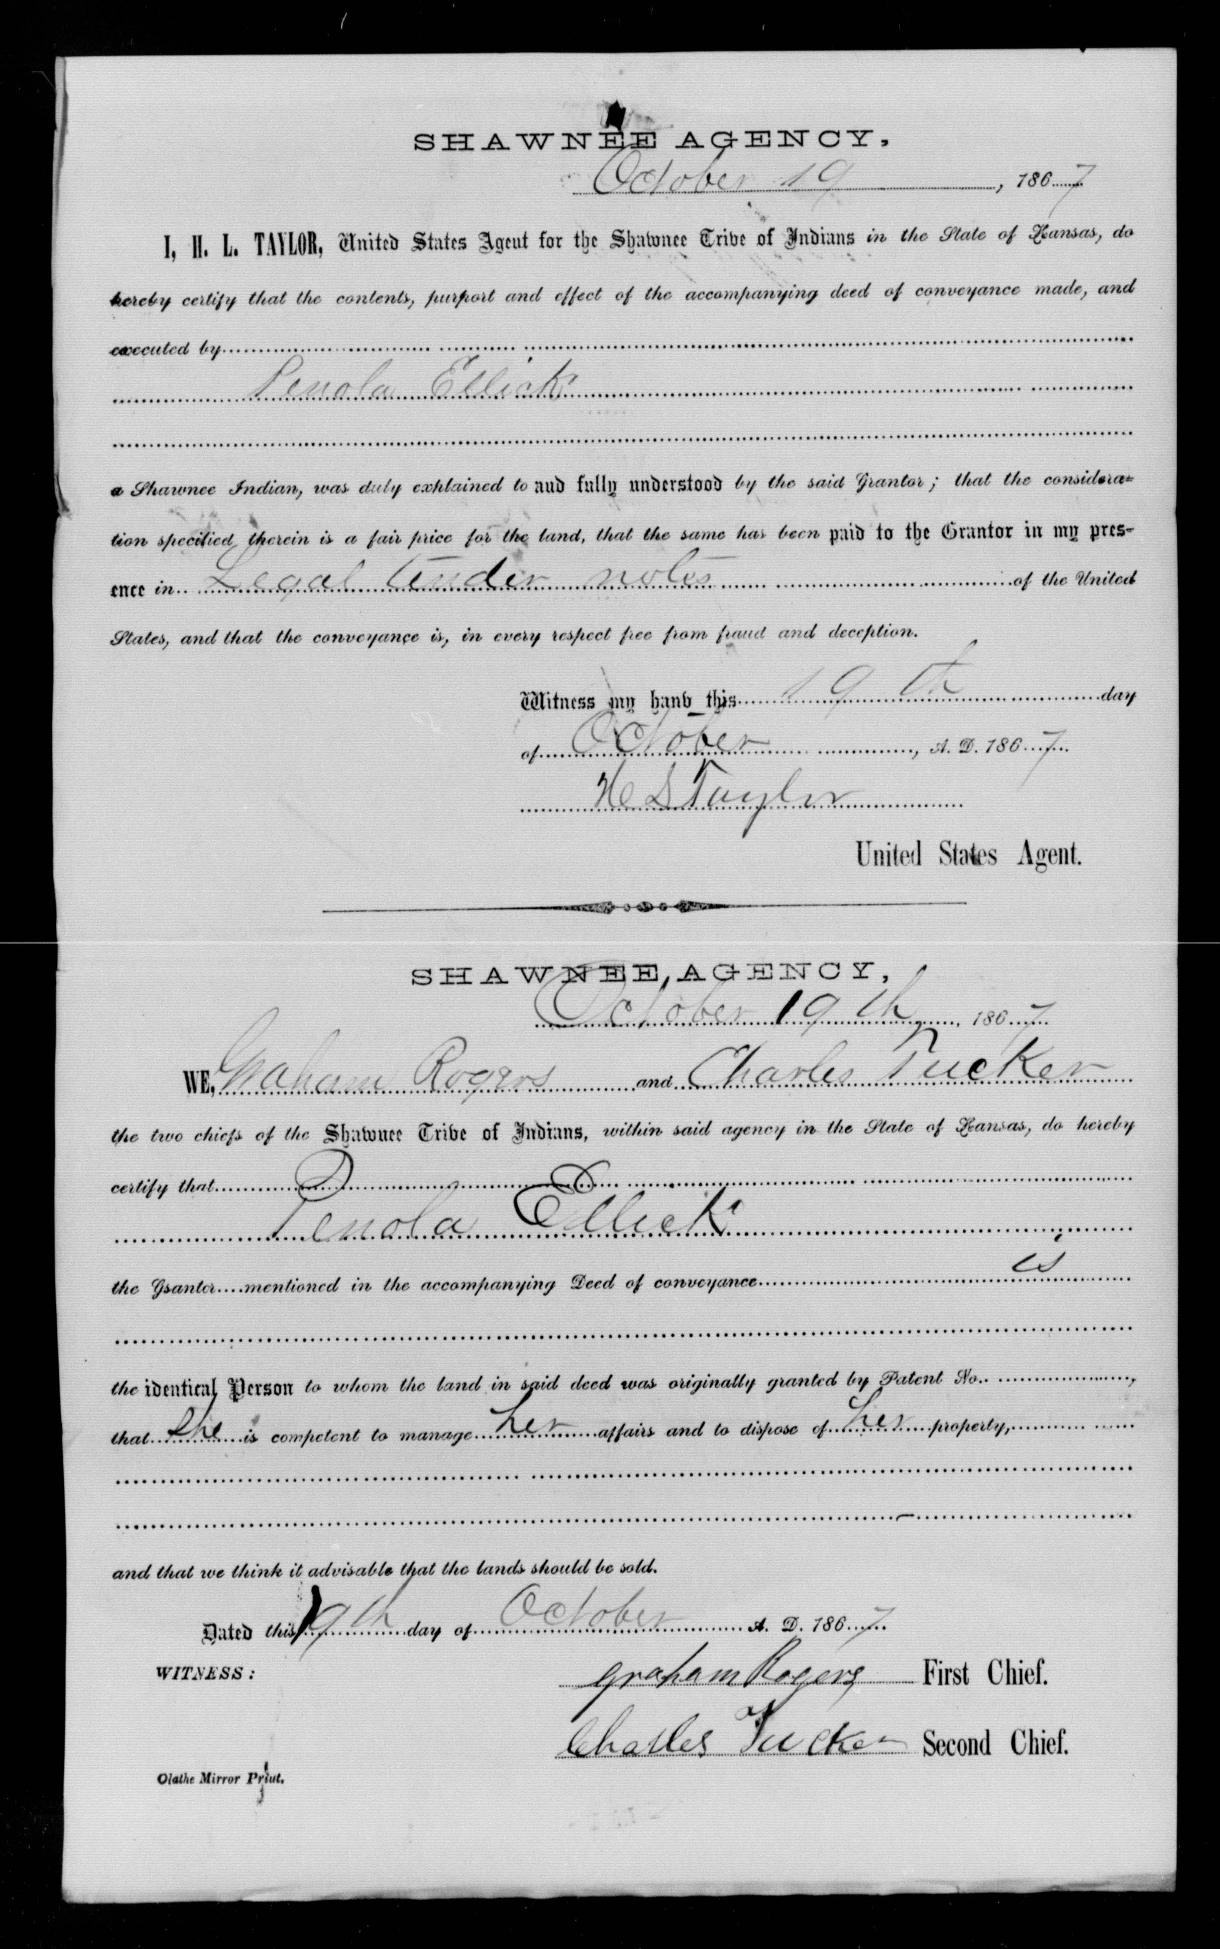 SHAWNEE AGENCY,
October 19, 1867
I, H. L. TAYLOR, United States Agent for the Shawnee Tribe of Indians in the State of Kansas, do
hereby certify that the contents, purport and effect of the accompanying deed of conveyance made, and
executed by
Penola Ellick
a Shawnee Indian, was duly explained to and fully understood by the said Grantor; that the considera-
tion specified therein is a fair price for the land, that the same has been paid to the Grantor in my pres-
ence in Legal tender notes of the United
States, and that the conveyance is, in every respect free from fraud and deception.
Witness my hand this 19th day
of October, A. D. 1867
H L Taylor
United States Agent.
SHAWNEE AGENCY,
October 19th, 1867
WE, Graham Rogers and Charles Tucker
the two chiefs of the Shawnee Tribe of Indians, within said agency in the State of Kansas, do hereby
certify that
Penola Ellick
the Grantor mentioned in the accompanying Deed of conveyance is
the identical Person to whom the land in said deed was originally granted by Patent No. ,
that she is competent to manage her affairs and to dispose of her property,
and that we think it advisable that the lands should be sold.
Dated this 19th day of October A. D. 1867
WITNESS: Graham Rogers First Chief.
Charles Tucker Second Chief.
Olathe Mirror Print.